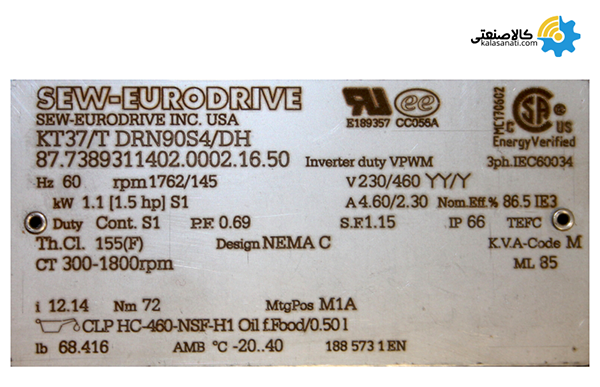 کالاصنعتی
kalasanati.com
SEW-EURODRIVE
SEW-EURODRIVE INC. USA
KT37/T DRN90S4/DH
87.7389311402.0002.16.50
E189357 CC056A
MC170602
EnergyVerified
Inverter duty VPWM 3ph.IEC60034
Hz 60 rpm 1762/145 V 230/460 YY/Y
kW 1.1 [1.5 hp] S1 A 4.60/2.30 Nom.Eff.% 86.5 IE3
Duty Cont. S1 P.F. 0.69 S.F. 1.15 IP 66 TEFC
Th.Cl. 155(F) Design NEMA C K.V.A-Code M
CT 300-1800rpm ML 85
i 12.14 Nm 72 MtgPos M1A
CLP HC-460-NSF-H1 Oil f.Food/0.50 l
lb 68.416 AMB °C -20..40 188 573 1 EN